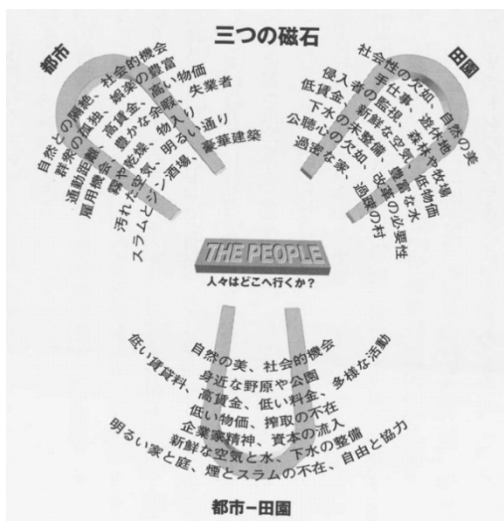 三つの磁石
都市
自然との隔絶、社会的機会
群衆の孤独、娯楽の豊富
通勤距離、高賃金、高い物価
雇用機会、豊かな余暇、失業者
霧や乾燥、物入り
汚れた空気、明るい通り
スラムとジン酒場、豪華建築
田園
社会性の欠如、自然の美
手仕事、遊休地
侵入者の監視、森林や牧場
低賃金、新鮮な空気、低物価
下水の未整備、豊富な水
公聴心の欠如、改革の必要性
過密な家、過疎の村
THE PEOPLE
人々はどこへ行くか？
自然の美、社会的機会
身近な野原や公園
低い賃貸料、高賃金、低い料金、多様な活動
低い物価、搾取の不在
企業家精神、資本の流入
新鮮な空気と水、下水の整備
明るい家と庭、煙とスラムの不在、自由と協力
都市−田園